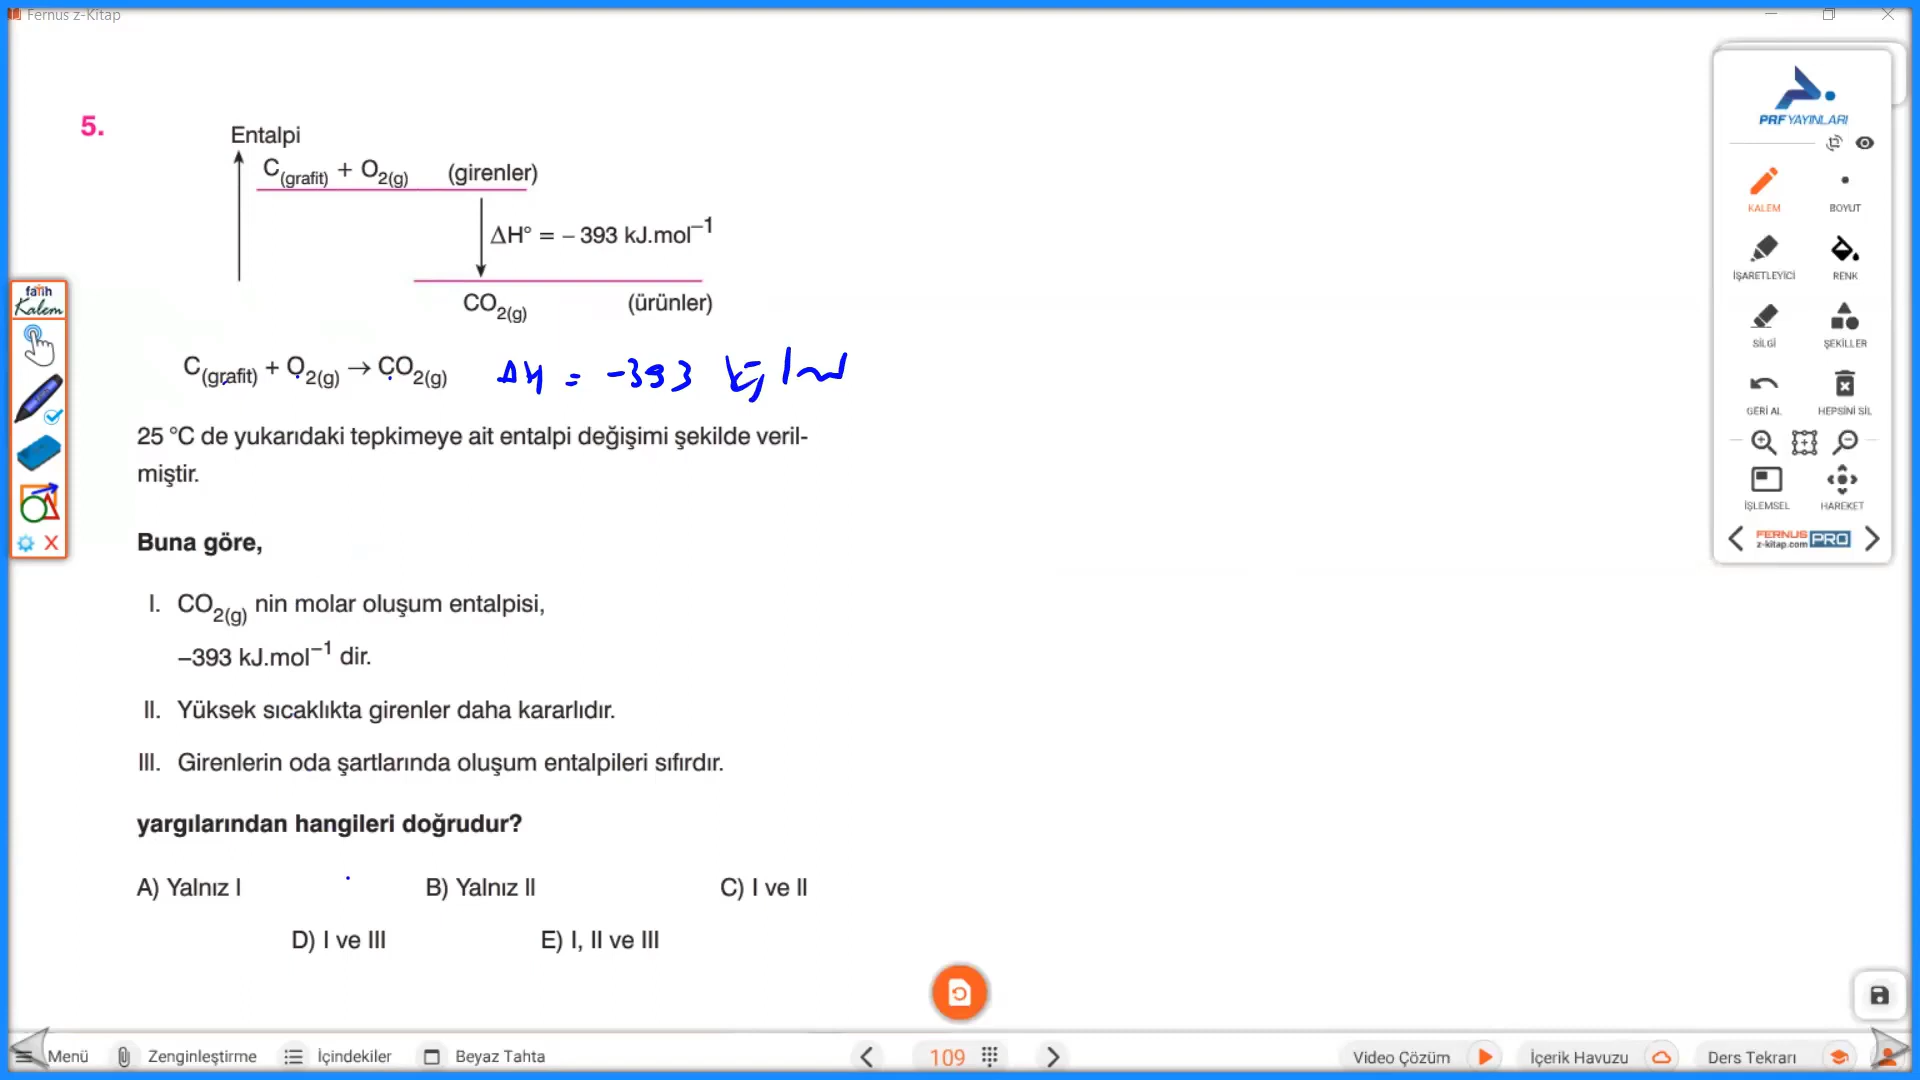 Fernus z-Kitap
5.
Entalpi
C(grafit) + O2(g) (girenler)
ΔH° = – 393 kJ.mol–1
CO2(g) (ürünler)
C(grafit) + O2(g) → CO2(g) ΔH = -393 kj/mol
25 °C de yukarıdaki tepkimeye ait entalpi değişimi şekilde veril-
miştir.
Buna göre,
I. CO2(g) nin molar oluşum entalpisi,
–393 kJ.mol–1 dir.
II. Yüksek sıcaklıkta girenler daha kararlıdır.
III. Girenlerin oda şartlarında oluşum entalpileri sıfırdır.
yargılarından hangileri doğrudur?
A) Yalnız I B) Yalnız II C) I ve II
D) I ve III E) I, II ve III
fatih
Kalem
PRF YAYINLARI
KALEM BOYUT
İŞARETLEYİCİ RENK
SİLGİ ŞEKİLLER
GERİ AL HEPSİNİ SİL
İŞLEMSEL HAREKET
FERNUS
z-kitap.com PRO
Menü Zenginleştirme İçindekiler Beyaz Tahta 109 Video Çözüm İçerik Havuzu Ders Tekrarı